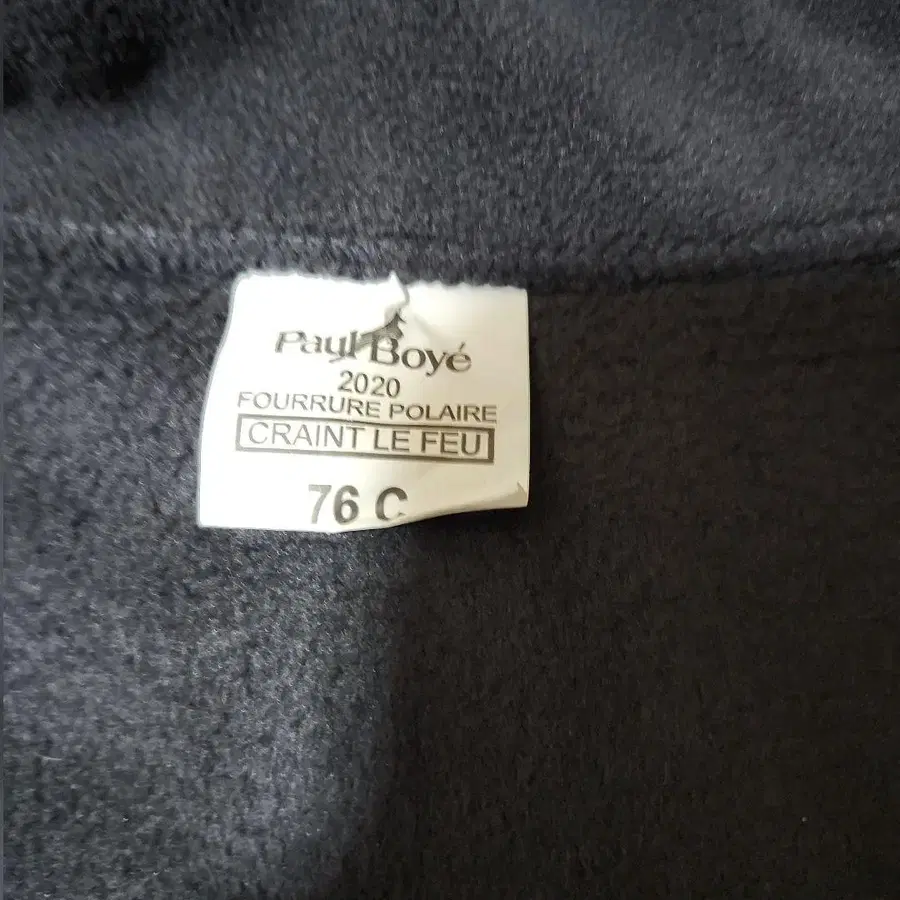 Paul Boyé
2020
FOURRURE POLAIRE
CRAINT LE FEU
76 C